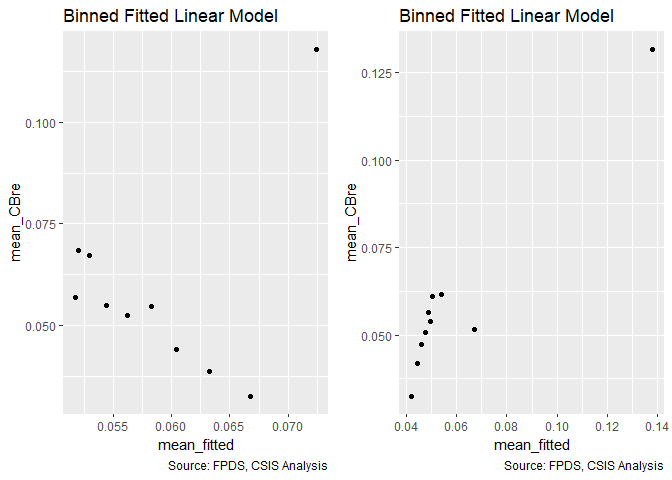 Binned Fitted Linear Model
0.100
0.075
0.050
mean_CBre
0.055
0.060
0.065
0.070
mean_fitted
Source: FPDS, CSIS Analysis
Binned Fitted Linear Model
0.125
0.100
0.075
0.050
mean_CBre
0.04
0.06
0.08
0.10
0.12
0.14
mean_fitted
Source: FPDS, CSIS Analysis